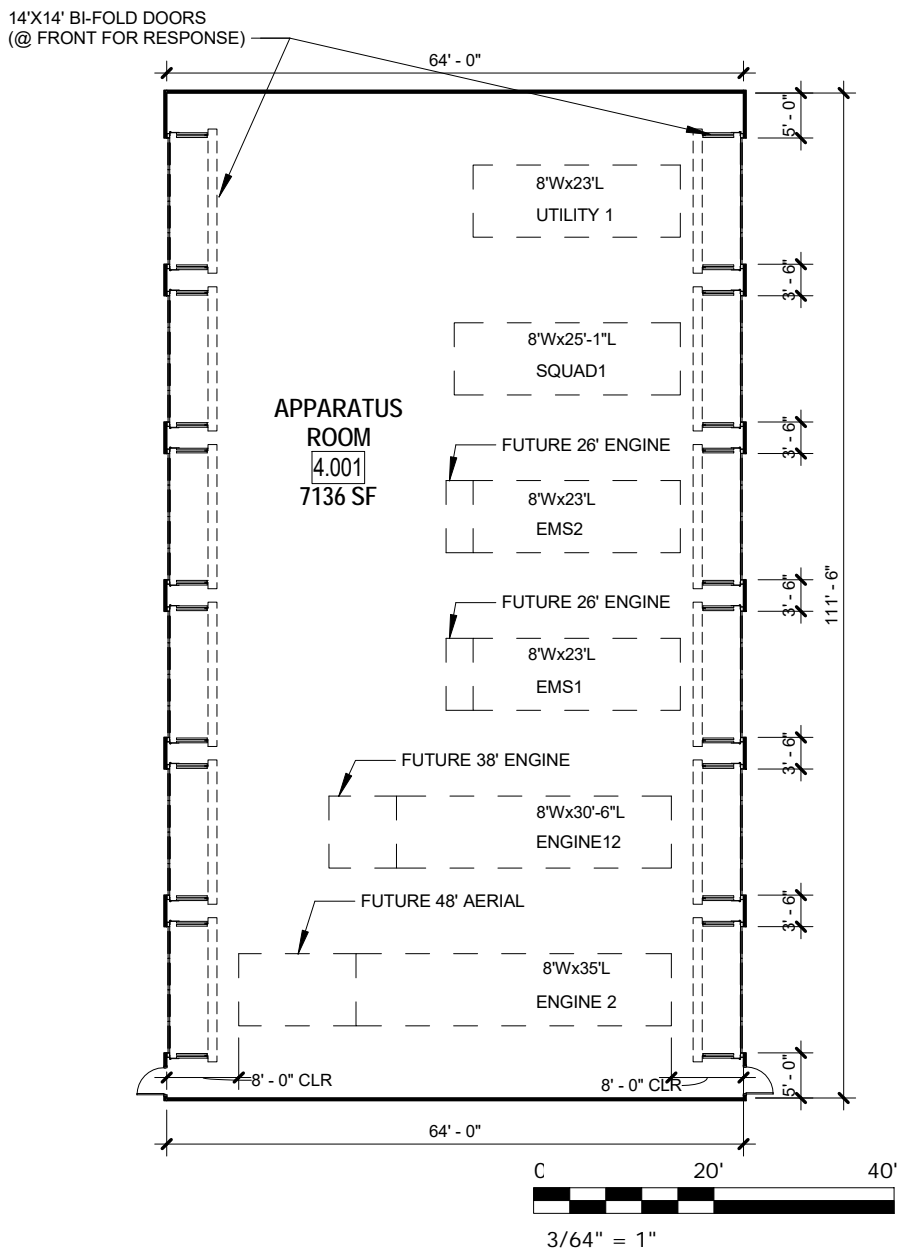 14'X14' BI-FOLD DOORS
(@ FRONT FOR RESPONSE)
64' - 0"
5' - 0"
8'Wx23'L
UTILITY 1
3' - 6"
8'Wx25'-1"L
SQUAD1
APPARATUS
ROOM
4.001
7136 SF
3' - 6"
FUTURE 26' ENGINE
8'Wx23'L
EMS2
3' - 6"
111' - 6"
FUTURE 26' ENGINE
8'Wx23'L
EMS1
3' - 6"
FUTURE 38' ENGINE
8'Wx30'-6"L
ENGINE12
3' - 6"
FUTURE 48' AERIAL
8'Wx35'L
ENGINE 2
5' - 0"
8' - 0" CLR
8' - 0" CLR
64' - 0"
0 20' 40'
3/64" = 1"